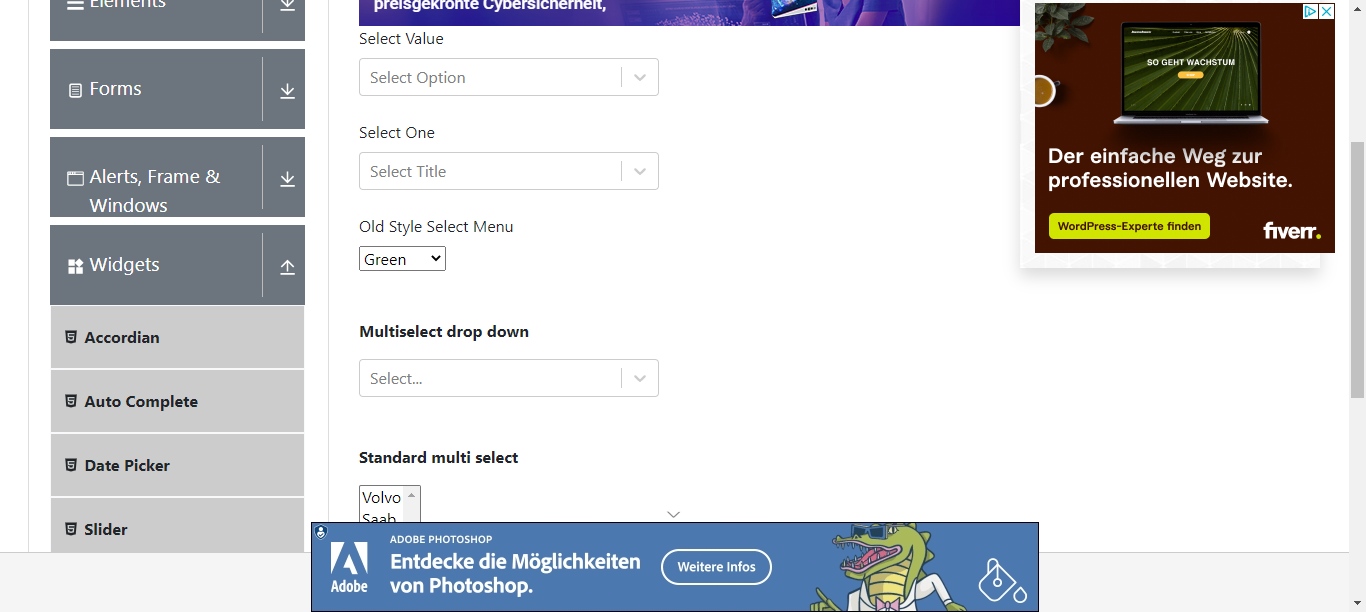 Elements
Forms
Alerts, Frame &
Windows
Widgets
Accordian
Auto Complete
Date Picker
Slider
preisgekrönte Cybersicherheit,
Select Value
Select Option
Select One
Select Title
Old Style Select Menu
Green
Multiselect drop down
Select...
Standard multi select
Volvo
Saab
SO GEHT WACHSTUM
Der einfache Weg zur
professionellen Website.
WordPress-Experte finden
fiverr.
Adobe
ADOBE PHOTOSHOP
Entdecke die Möglichkeiten
von Photoshop.
Weitere Infos